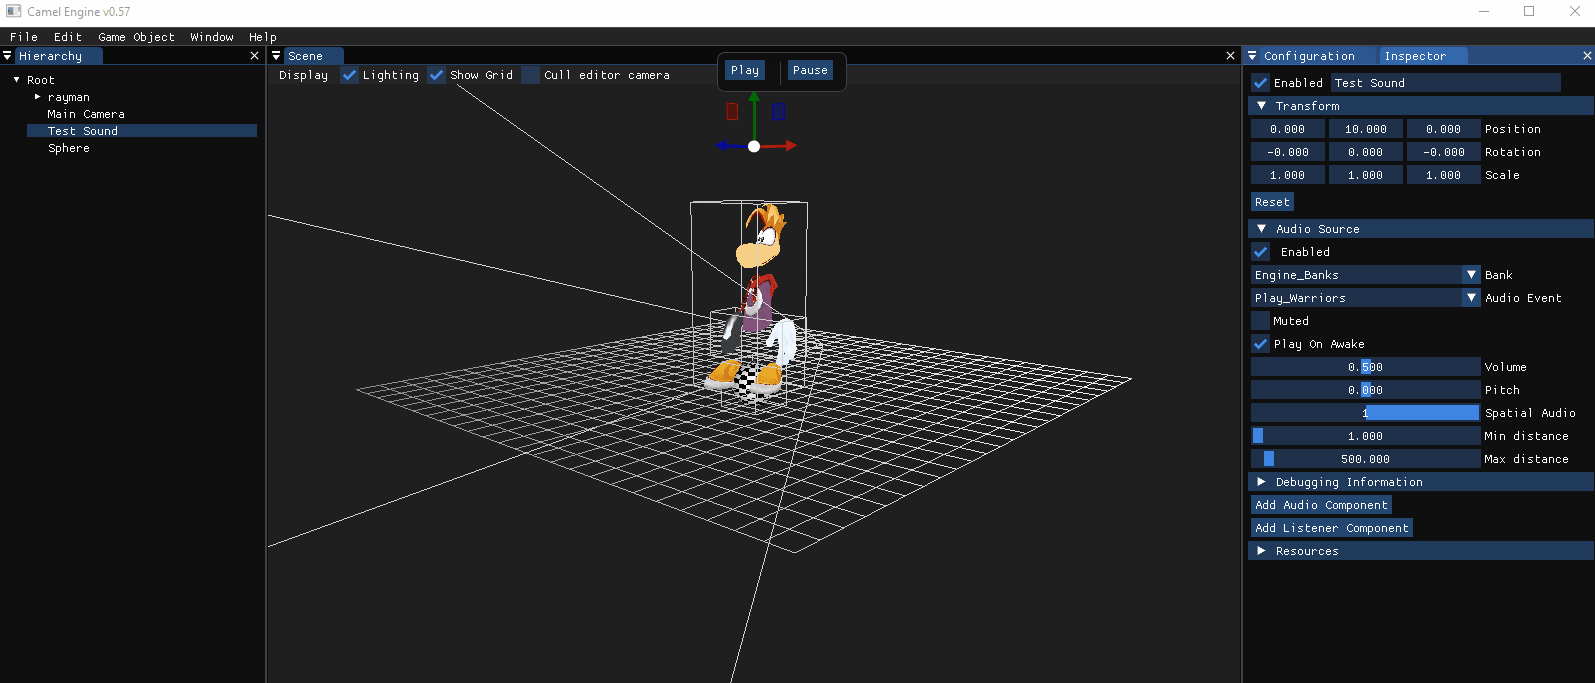 Camel Engine v0.57
File Edit Game Object Window Help
Hierarchy
Root
rayman
Main Camera
Test Sound
Sphere
Scene
Display Lighting Show Grid Cull editor camera
Play Pause
Configuration Inspector
Enabled Test Sound
Transform
0.000 10.000 0.000 Position
-0.000 0.000 -0.000 Rotation
1.000 1.000 1.000 Scale
Reset
Audio Source
Enabled
Engine_Banks Bank
Play_Warriors Audio Event
Muted
Play On Awake
0.500 Volume
0.000 Pitch
1 Spatial Audio
1.000 Min distance
500.000 Max distance
Debugging Information
Add Audio Component
Add Listener Component
Resources